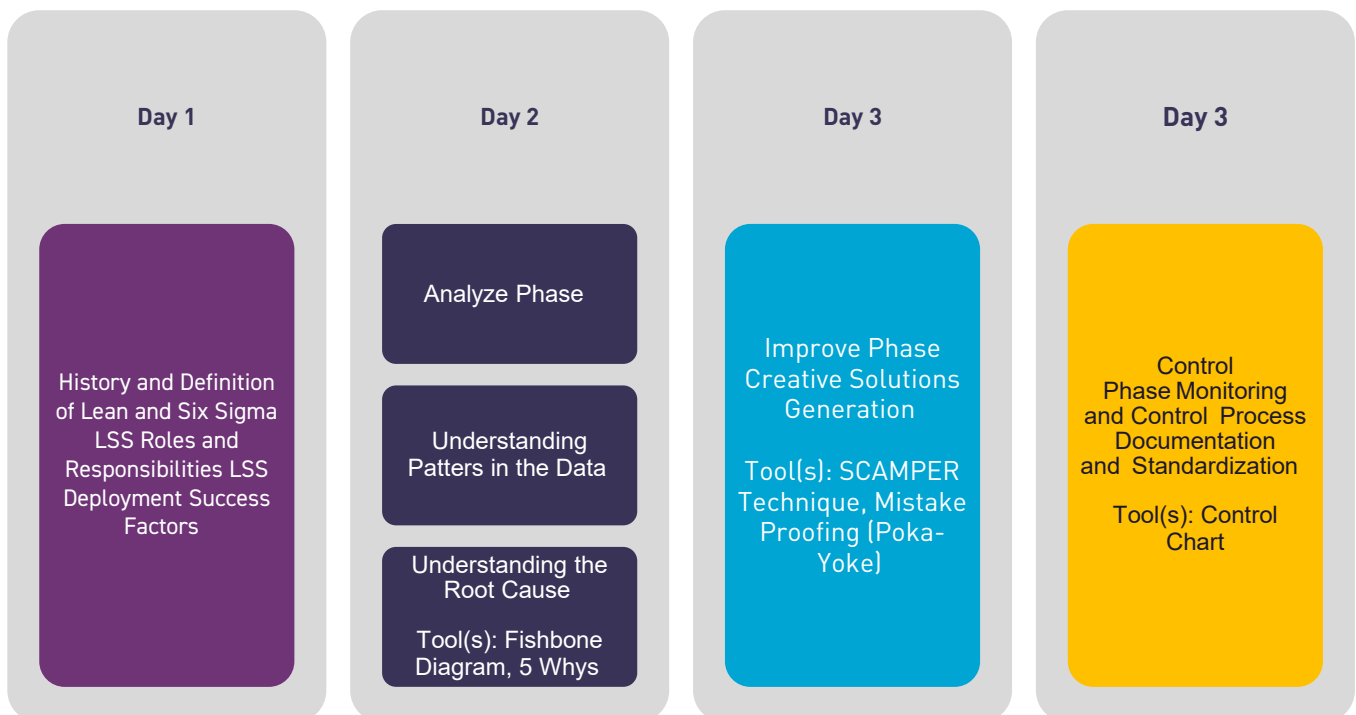 Day 1
History and Definition
of Lean and Six Sigma
LSS Roles and
Responsibilities LSS
Deployment Success
Factors
Day 2
Analyze Phase
Understanding
Patters in the Data
Understanding the
Root Cause
Tool(s): Fishbone
Diagram, 5 Whys
Day 3
Improve Phase
Creative Solutions
Generation
Tool(s): SCAMPER
Technique, Mistake
Proofing (Poka-
Yoke)
Day 3
Control
Phase Monitoring
and Control Process
Documentation
and Standardization
Tool(s): Control
Chart